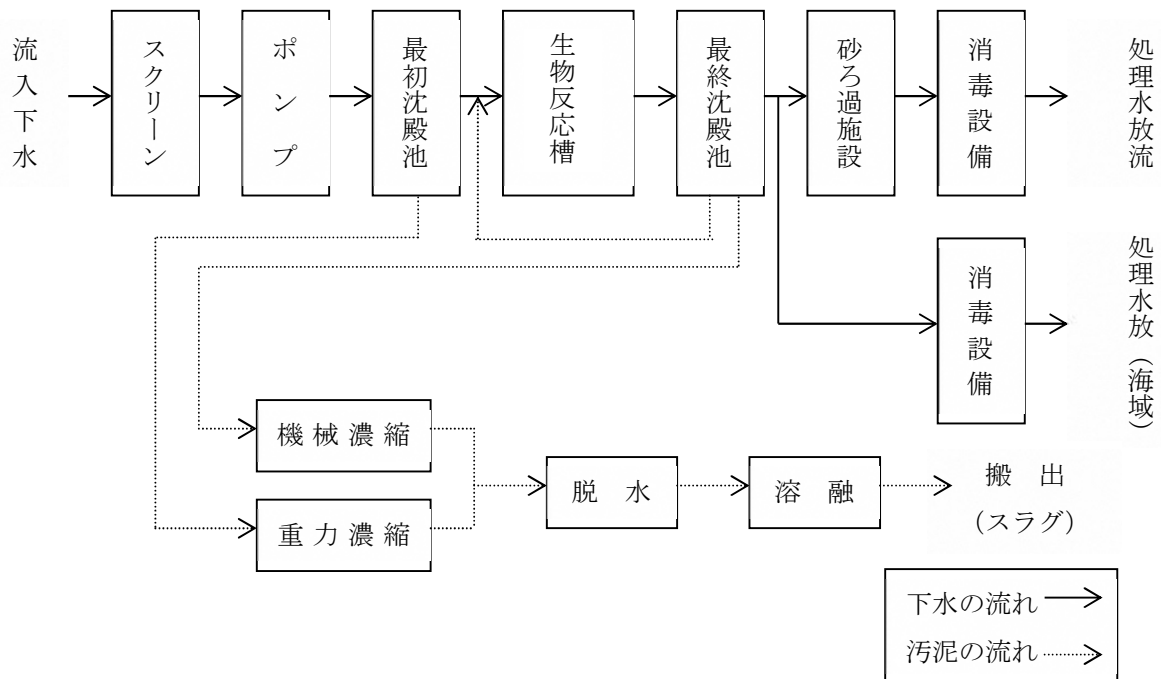 流入下水
スクリーン
ポンプ
最初沈殿池
生物反応槽
最終沈殿池
砂ろ過施設
消毒設備
処理水放流
消毒設備
処理水放（海域）
機械濃縮
重力濃縮
脱水
溶融
搬出
（スラグ）
下水の流れ
汚泥の流れ